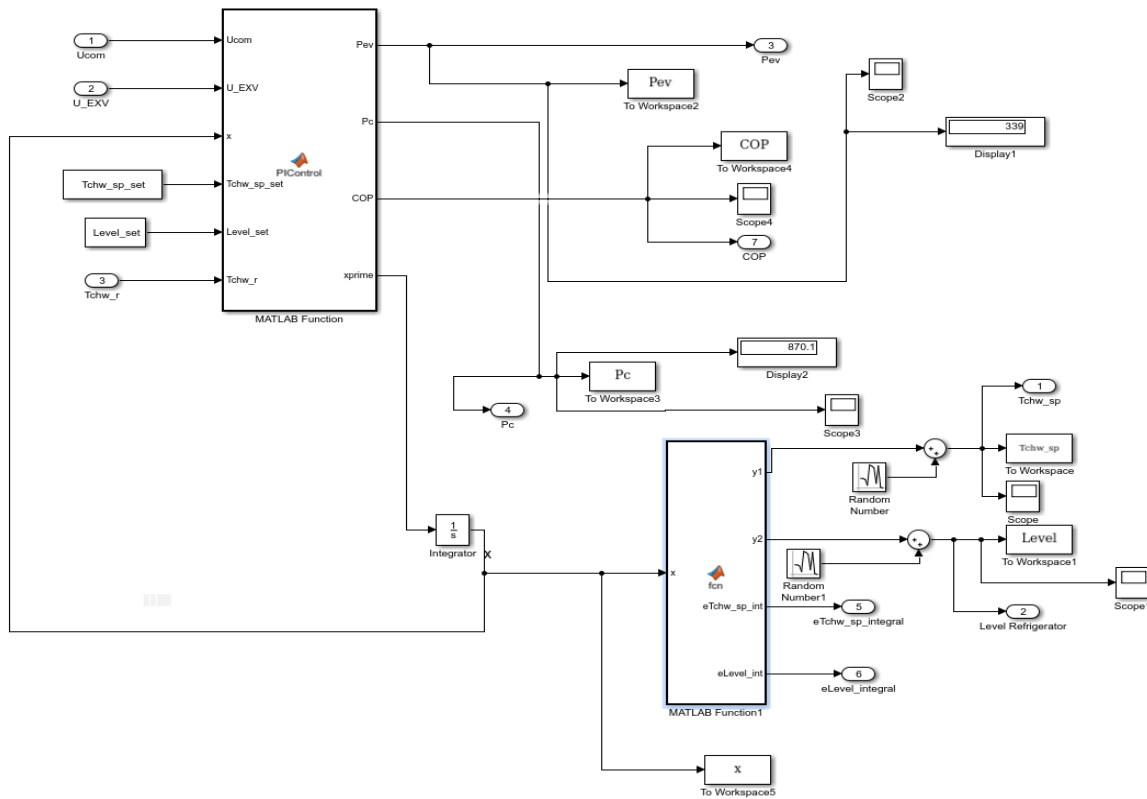 1
Ucom
2
U_EXV
Tchw_sp_set
Level_set
3
Tchw_r
Ucom
U_EXV
x
Tchw_sp_set
Level_set
Tchw_r
PIControl
Pev
Pc
COP
xprime
MATLAB Function
3
Pev
Pev
To Workspace2
Scope2
339
Display1
COP
To Workspace4
Scope4
7
COP
870.1
Display2
Pc
To Workspace3
4
Pc
Scope3
1
s
Integrator
x
x
fcn
y1
y2
eTchw_sp_int
eLevel_int
MATLAB Function1
Random
Number
++
1
Tchw_sp
Tchw_sp
To Workspace
Scope
Random
Number1
++
Level
To Workspace1
Scope1
2
Level Refrigerator
5
eTchw_sp_integral
6
eLevel_integral
x
To Workspace5